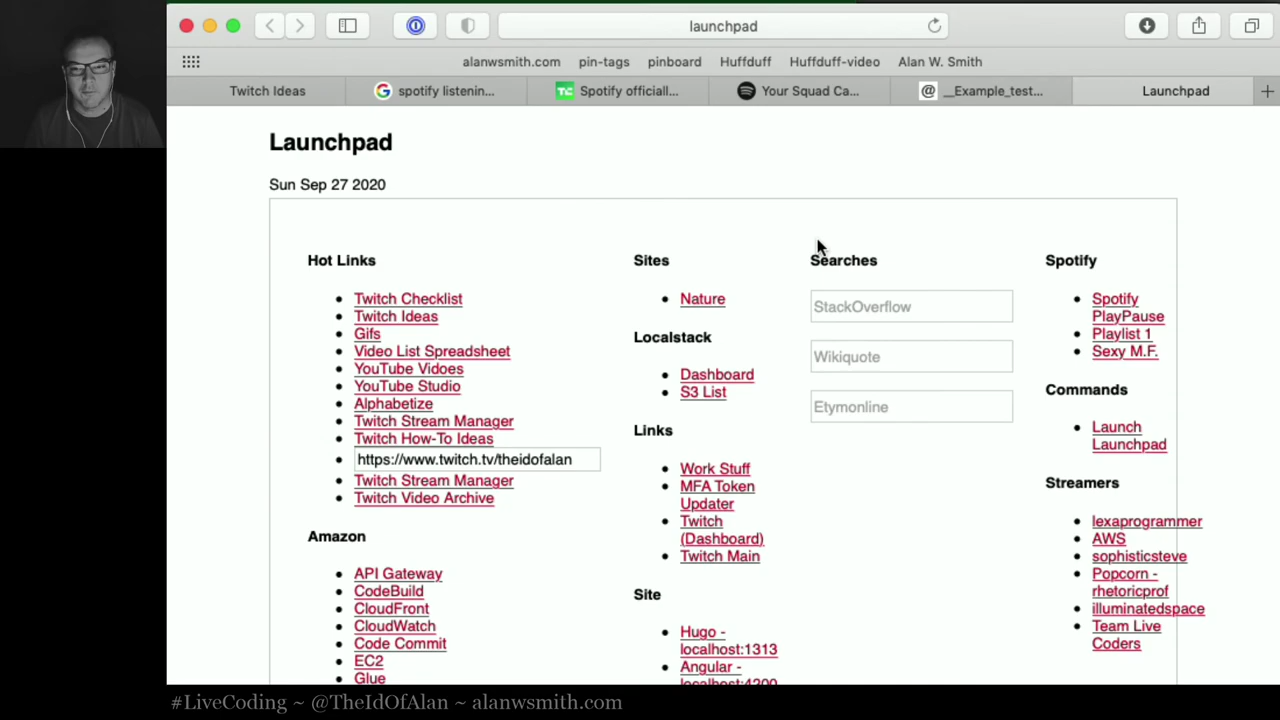 launchpad
alanwsmith.com pin-tags pinboard Huffduff Huffduff-video Alan W. Smith
Twitch Ideas spotify listenin... Spotify officiall... Your Squad Ca... __Example_test... Launchpad
Launchpad
Sun Sep 27 2020
Hot Links
Twitch Checklist
Twitch Ideas
Gifs
Video List Spreadsheet
YouTube Vidoes
YouTube Studio
Alphabetize
Twitch Stream Manager
Twitch How-To Ideas
https://www.twitch.tv/theidofalan
Twitch Stream Manager
Twitch Video Archive
Amazon
API Gateway
CodeBuild
CloudFront
CloudWatch
Code Commit
EC2
Glue
Sites
Nature
Localstack
Dashboard
S3 List
Links
Work Stuff
MFA Token
Updater
Twitch
(Dashboard)
Twitch Main
Site
Hugo -
localhost:1313
Angular -
localhost:4200
Searches
StackOverflow
Wikiquote
Etymonline
Spotify
Spotify
PlayPause
Playlist 1
Sexy M.F.
Commands
Launch
Launchpad
Streamers
lexaprogrammer
AWS
sophisticsteve
Popcorn -
rhetoricprof
illuminatedspace
Team Live
Coders
#LiveCoding ~ @TheIdOfAlan ~ alanwsmith.com